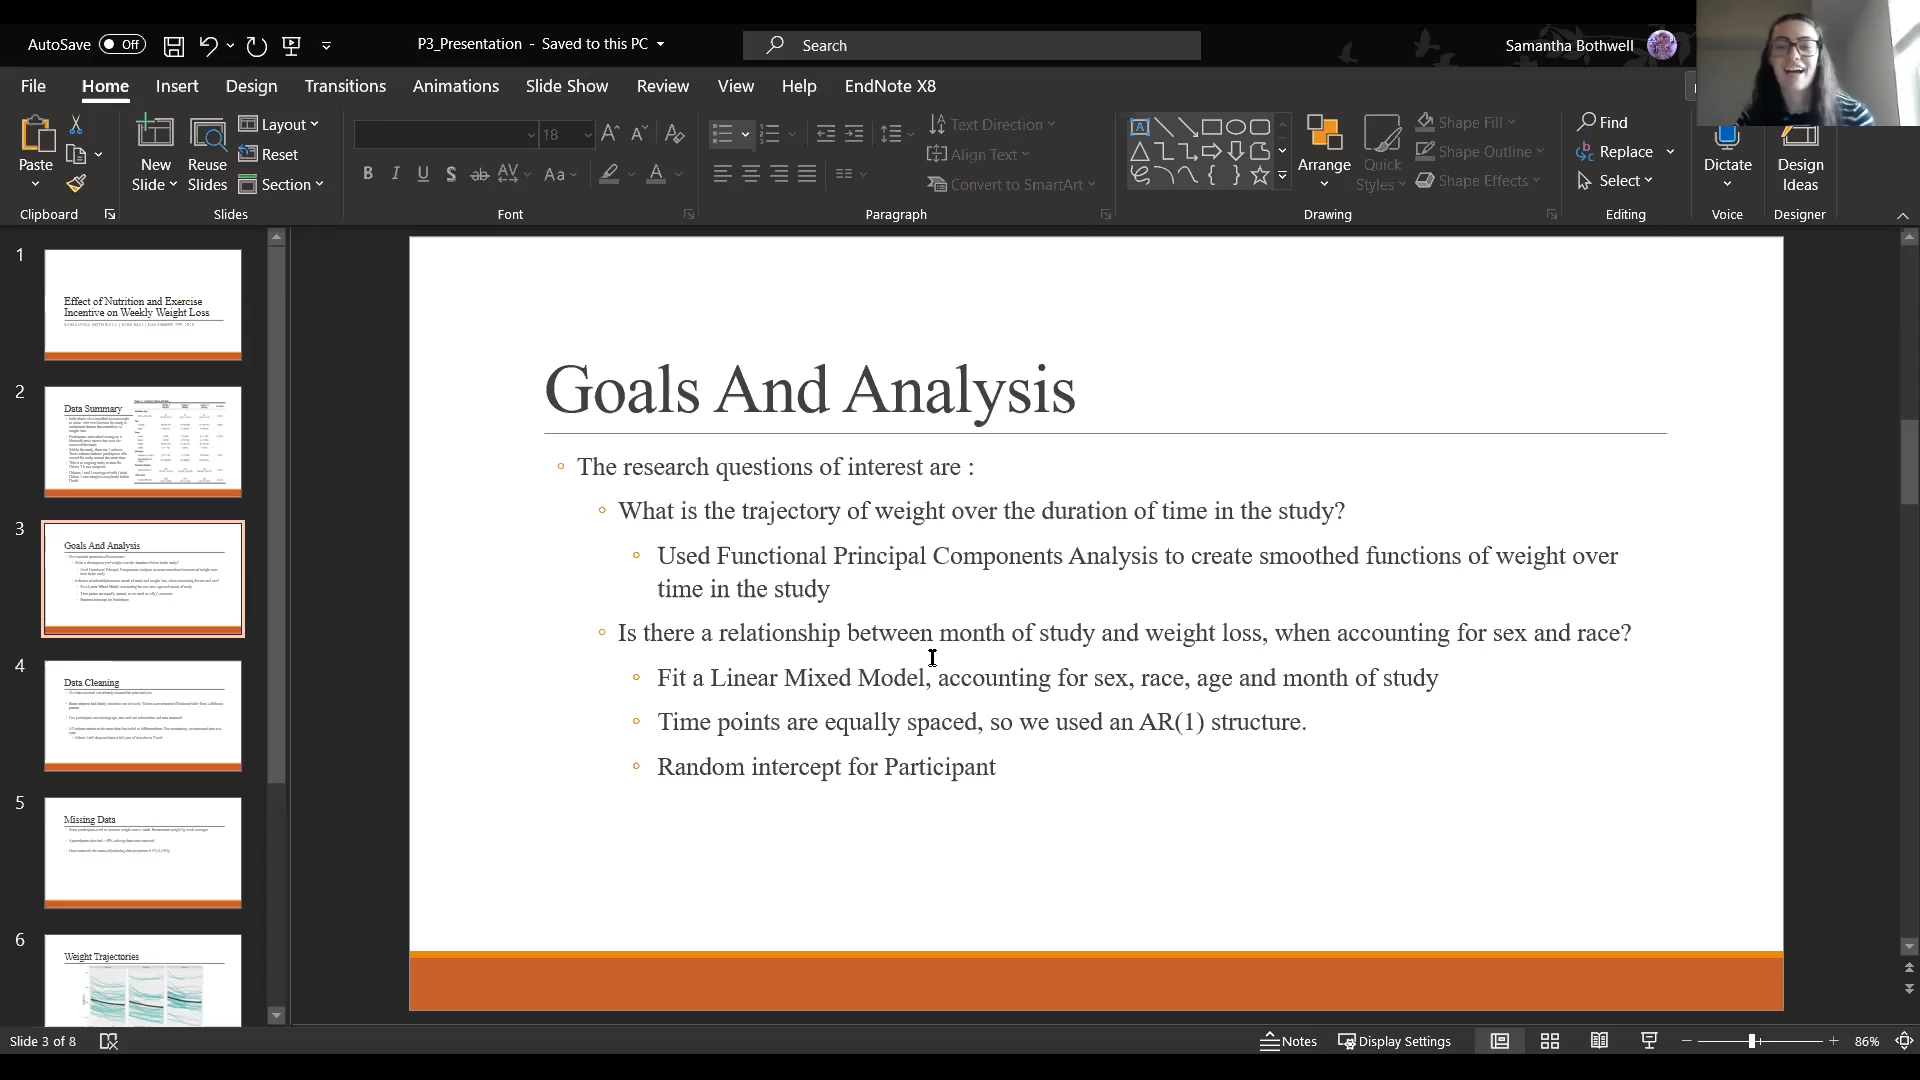 AutoSave Off
P3_Presentation - Saved to this PC
Search
Samantha Bothwell
File Home Insert Design Transitions Animations Slide Show Review View Help EndNote X8
Paste
Clipboard
New Slide
Reuse Slides
Layout
Reset
Section
Slides
18
B I U S ab AV Aa A
Font
Text Direction
Align Text
Convert to SmartArt
Paragraph
Arrange
Quick Styles
Shape Fill
Shape Outline
Shape Effects
Drawing
Find
Replace
Select
Editing
Dictate
Voice
Design Ideas
Designer
1
Effect of Nutrition and Exercise
Incentive on Weekly Weight Loss
2
Data Summary
3
Goals And Analysis
4
Data Cleaning
5
Missing Data
6
Weight Trajectories
Goals And Analysis
The research questions of interest are :
What is the trajectory of weight over the duration of time in the study?
Used Functional Principal Components Analysis to create smoothed functions of weight over
time in the study
Is there a relationship between month of study and weight loss, when accounting for sex and race?
Fit a Linear Mixed Model, accounting for sex, race, age and month of study
Time points are equally spaced, so we used an AR(1) structure.
Random intercept for Participant
Slide 3 of 8
Notes
Display Settings
86%